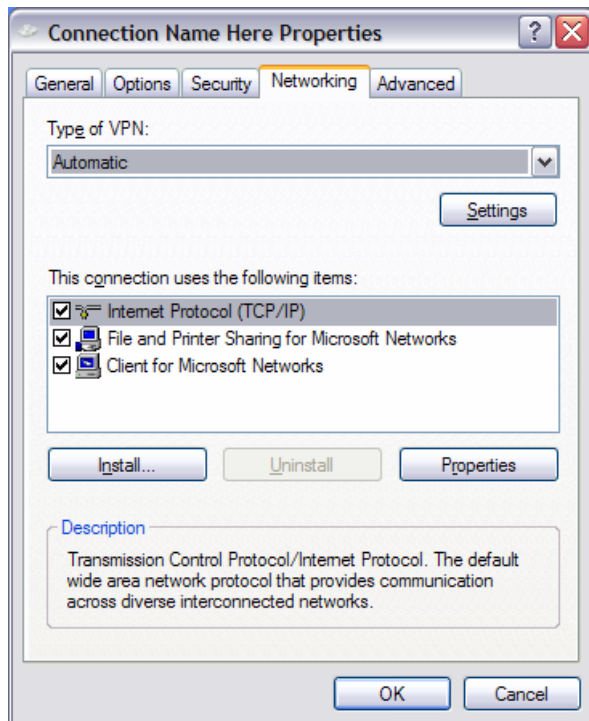 Connection Name Here Properties
?
General Options Security Networking Advanced
Type of VPN:
Automatic
Settings
This connection uses the following items:
Internet Protocol (TCP/IP)
File and Printer Sharing for Microsoft Networks
Client for Microsoft Networks
Install... Uninstall Properties
Description
Transmission Control Protocol/Internet Protocol. The default
wide area network protocol that provides communication
across diverse interconnected networks.
OK Cancel